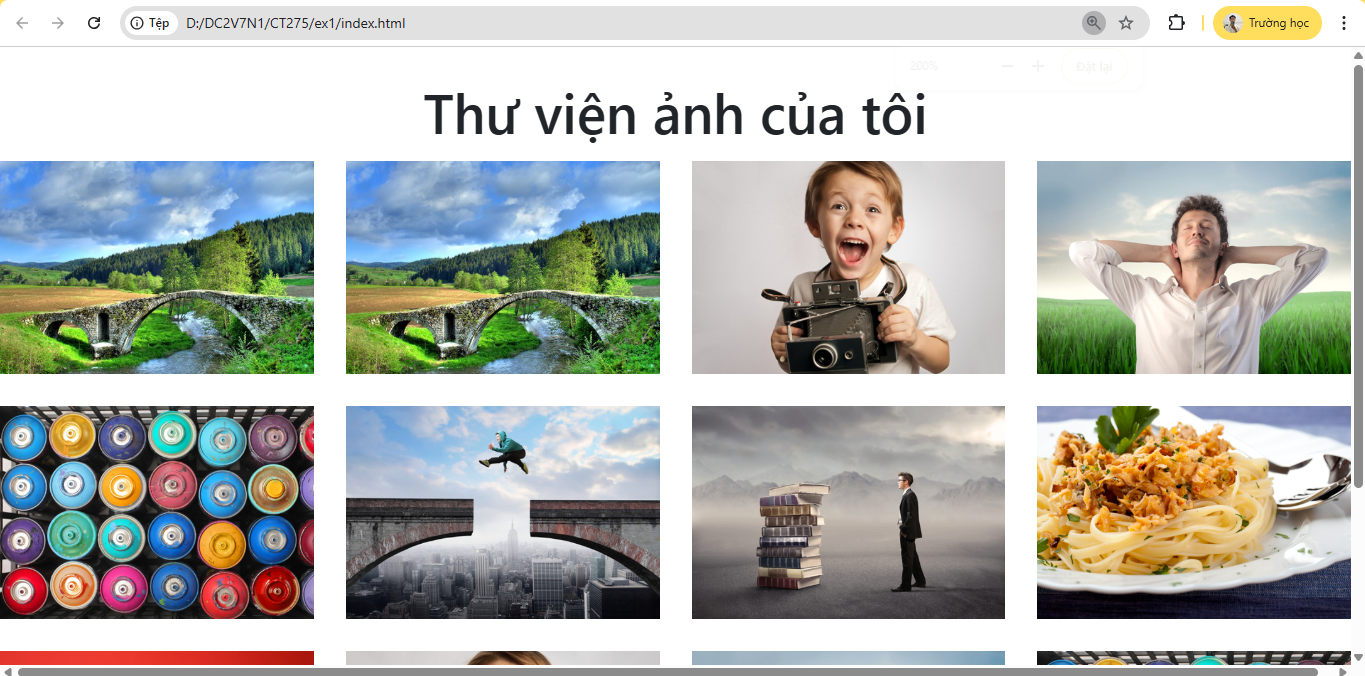 Tệp D:/DC2V7N1/CT275/ex1/index.html Trường học
200% Đặt lại
Thư viện ảnh của tôi